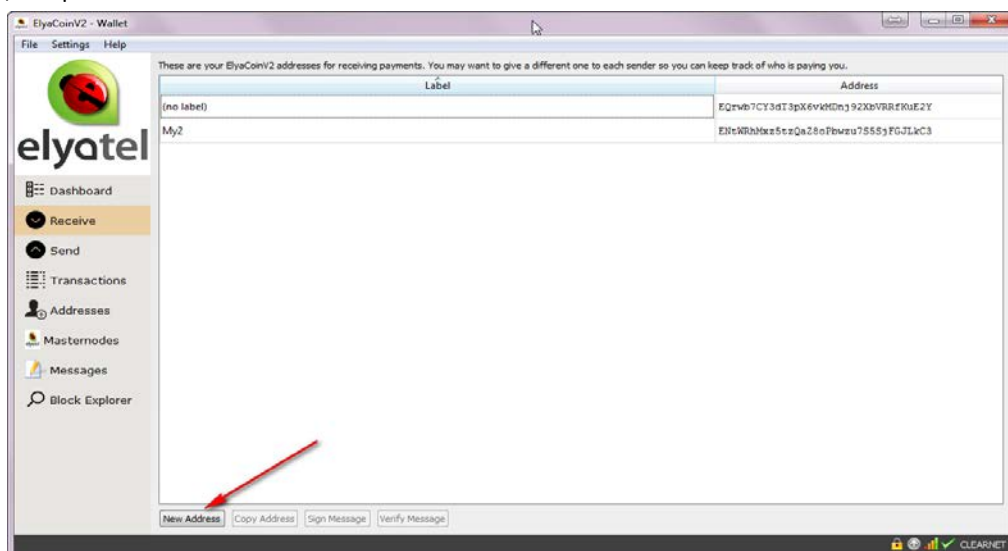 ElyaCoinV2 - Wallet
File Settings Help
These are your ElyaCoinV2 addresses for receiving payments. You may want to give a different one to each sender so you can keep track of who is paying you.
Label Address
(no label)
My2
elyatel
Dashboard
Receive
Send
Transactions
Addresses
Masternodes
Messages
Block Explorer
New Address Copy Address Sign Message Verify Message
CLEARNET